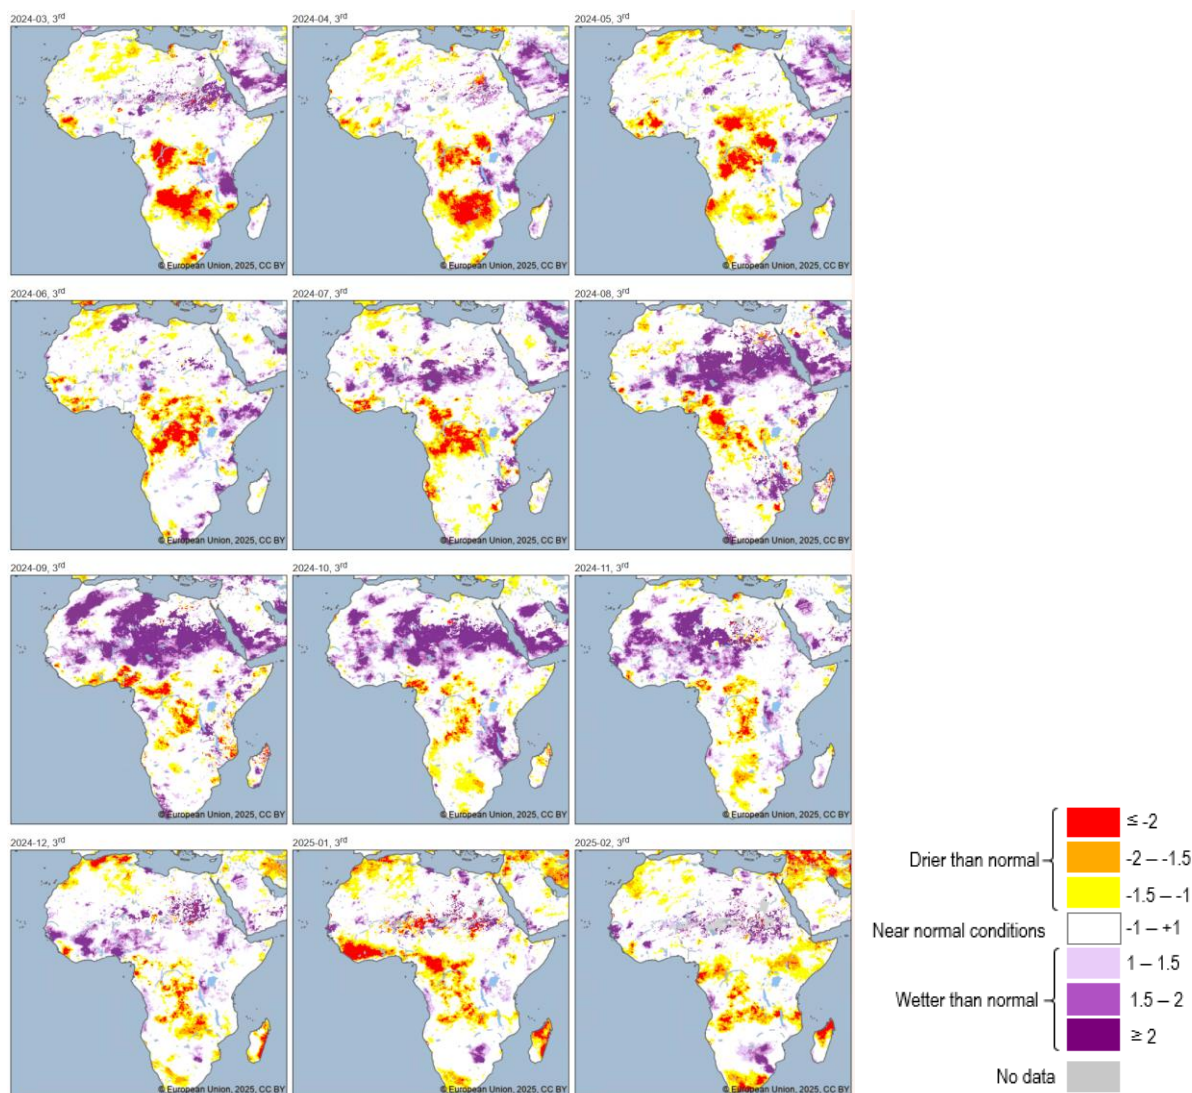 2024-03, 3rd
2024-04, 3rd
2024-05, 3rd
© European Union, 2025, CC BY
© European Union, 2025, CC BY
© European Union, 2025, CC BY
2024-06, 3rd
2024-07, 3rd
2024-08, 3rd
© European Union, 2025, CC BY
© European Union, 2025, CC BY
© European Union, 2025, CC BY
2024-09, 3rd
2024-10, 3rd
2024-11, 3rd
© European Union, 2025, CC BY
© European Union, 2025, CC BY
© European Union, 2025, CC BY
2024-12, 3rd
2025-01, 3rd
2025-02, 3rd
© European Union, 2025, CC BY
© European Union, 2025, CC BY
© European Union, 2025, CC BY
≤ -2
Drier than normal
-2 – -1.5
-1.5 – -1
Near normal conditions
-1 – +1
1 – 1.5
Wetter than normal
1.5 – 2
≥ 2
No data